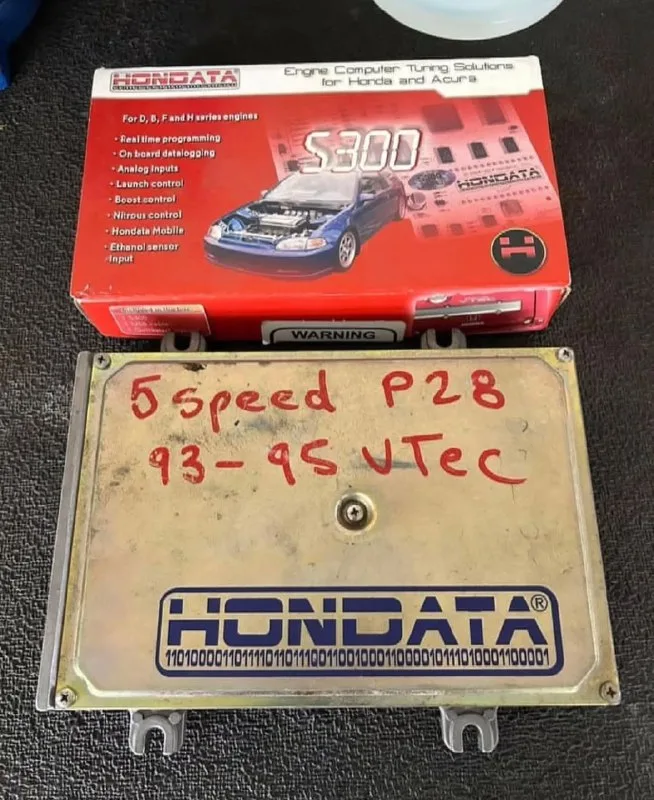 HONDATA
Engine Computer Tuning Solutions
for Honda and Acura
For D, B, F and H series engines
• Real time programming
• On board datalogging
• Analog inputs
• Launch control
• Boost control
• Nitrous control
• Hondata Mobile
• Ethanol sensor
input
S300
HONDATA
WARNING
5 speed P28
93-95 VTec
HONDATA®